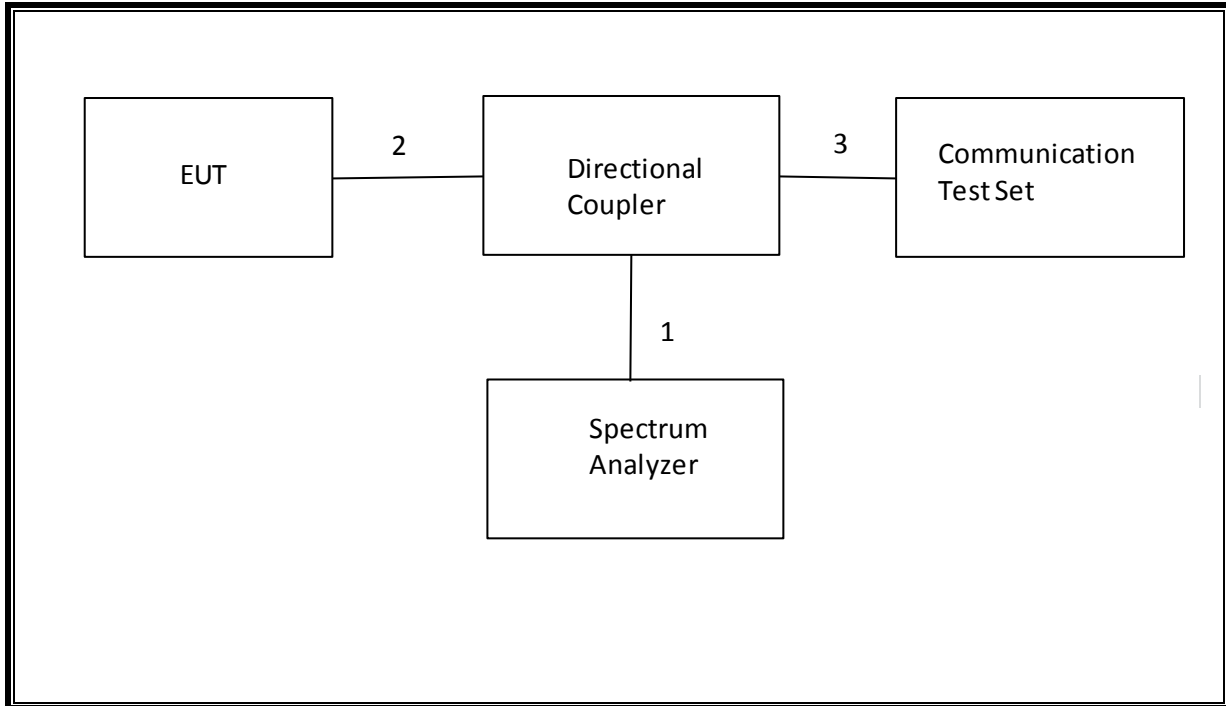 EUT
2
Directional
Coupler
3
Communication
Test Set
1
Spectrum
Analyzer